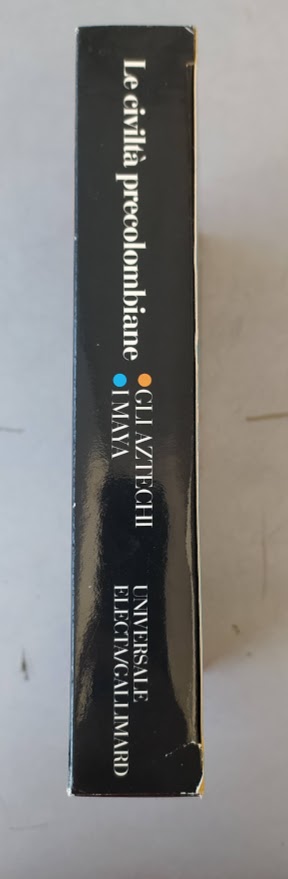 Le civiltà precolombiane
GLI AZTECHI
I MAYA
UNIVERSALE
ELECTA/GALLIMARD